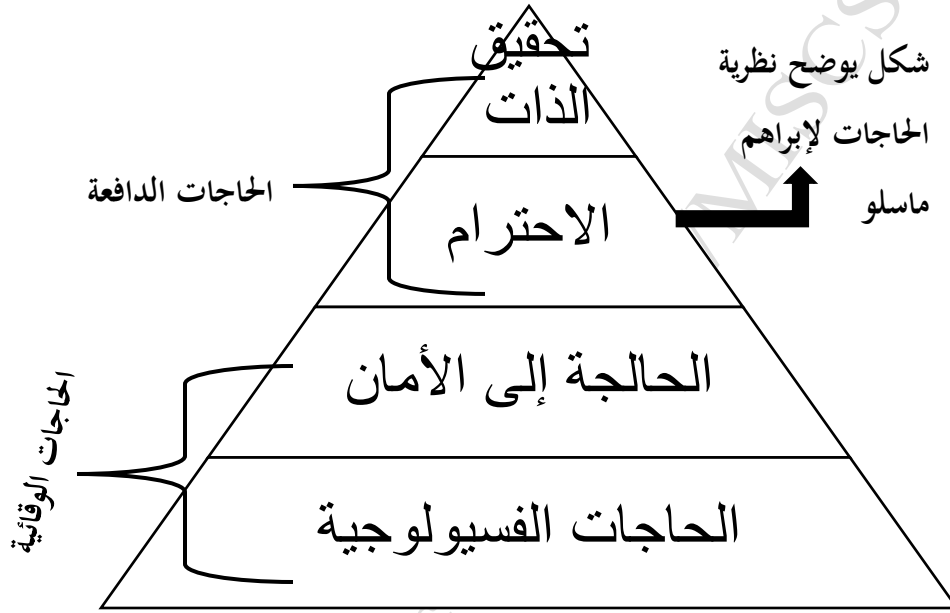 تحقيق
الذات
شكل يوضح نظرية
الحاجات لإبراهم
ماسلو
الحاجات الدافعة
الاحترام
الحالجة إلى الأمان
الحاجات الوقائية
الحاجات الفسيولوجية